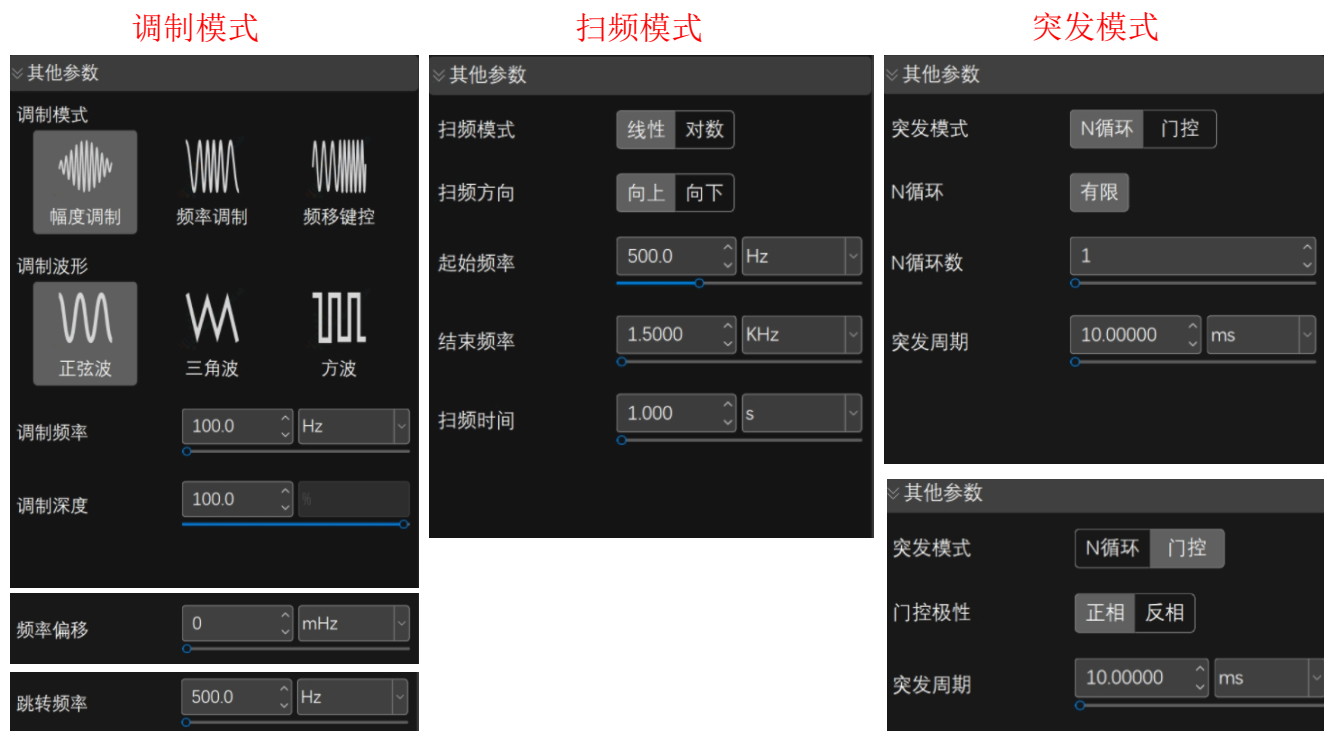 调制模式
其他参数
调制模式
幅度调制 频率调制 频移键控
调制波形
正弦波 三角波 方波
调制频率 100.0 Hz
调制深度 100.0 %
频率偏移 0 mHz
跳转频率 500.0 Hz
扫频模式
其他参数
扫频模式 线性 对数
扫频方向 向上 向下
起始频率 500.0 Hz
结束频率 1.5000 KHz
扫频时间 1.000 s
突发模式
其他参数
突发模式 N循环 门控
N循环 有限
N循环数 1
突发周期 10.00000 ms
其他参数
突发模式 N循环 门控
门控极性 正相 反相
突发周期 10.00000 ms